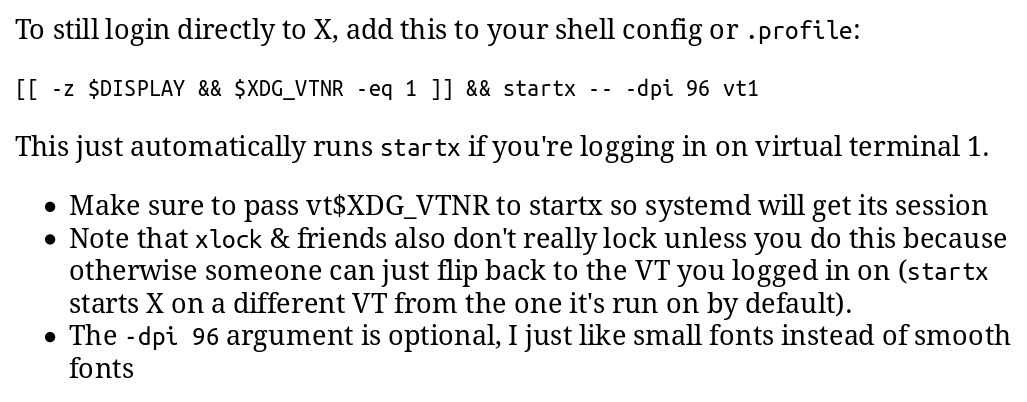 To still login directly to X, add this to your shell config or .profile:
[[ -z $DISPLAY && $XDG_VTNR -eq 1 ]] && startx -- -dpi 96 vt1
This just automatically runs startx if you're logging in on virtual terminal 1.
• Make sure to pass vt$XDG_VTNR to startx so systemd will get its session
• Note that xlock & friends also don't really lock unless you do this because
otherwise someone can just flip back to the VT you logged in on (startx
starts X on a different VT from the one it's run on by default).
• The -dpi 96 argument is optional, I just like small fonts instead of smooth
fonts